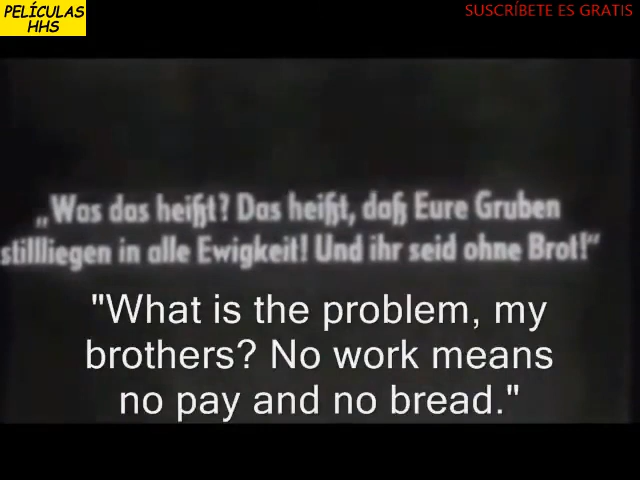 PELÍCULAS
HHS
SUSCRÍBETE ES GRATIS
„Was das heißt? Das heißt, daß Eure Gruben
stillliegen in alle Ewigkeit! Und ihr seid ohne Brot!“
"What is the problem, my
brothers? No work means
no pay and no bread."